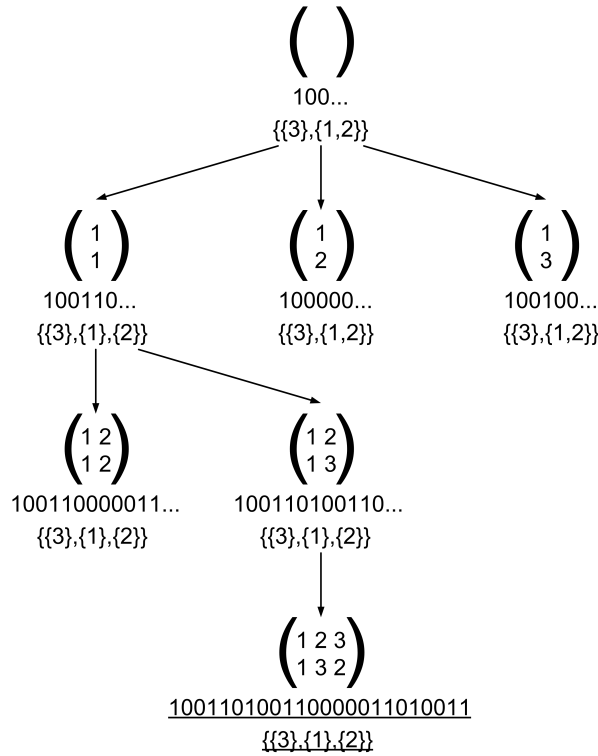 ( )
100...
{{3},{1,2}}
( 1 ) ( 1 ) ( 1 )
( 1 ) ( 2 ) ( 3 )
100110... 100000... 100100...
{{3},{1},{2}} {{3},{1,2}} {{3},{1,2}}
( 1 2 ) ( 1 2 )
( 1 2 ) ( 1 3 )
100110000011... 100110100110...
{{3},{1},{2}} {{3},{1},{2}}
( 1 2 3 )
( 1 3 2 )
100110100110000011010011
{{3},{1},{2}}